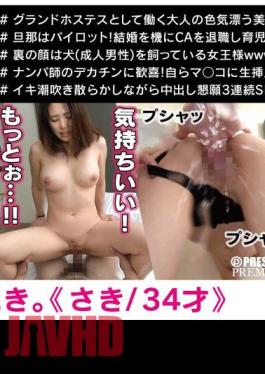 # グランドホステスとして働く大人の色気漂う美
# 旦那はパイロット!結婚を機にCAを退職し育児
# 裏の顔は犬(成人男性)を飼っている女王様www
# ナンパ師のデカチンに歓喜!自らマ〇コに生挿
# イキ潮吹き散らかしながら中出し懇願3連続S
気持ちいい!
もっとぉ…!!
プシャッ
プシャ
き。《さき/34才》
PRES
PREMI
JAVHD